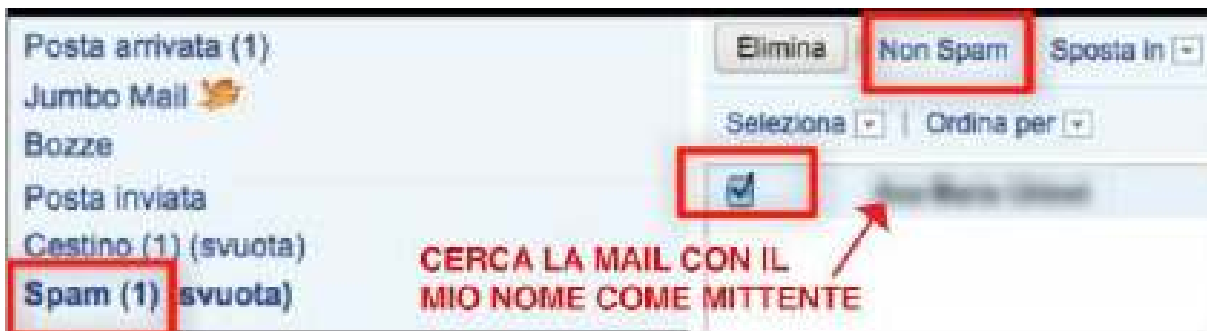 Posta arrivata (1)
Jumbo Mail
Bozze
Posta inviata
Cestino (1) (svuota)
Spam (1) (svuota)
Elimina Non Spam Sposta in
Seleziona | Ordina per
CERCA LA MAIL CON IL
MIO NOME COME MITTENTE